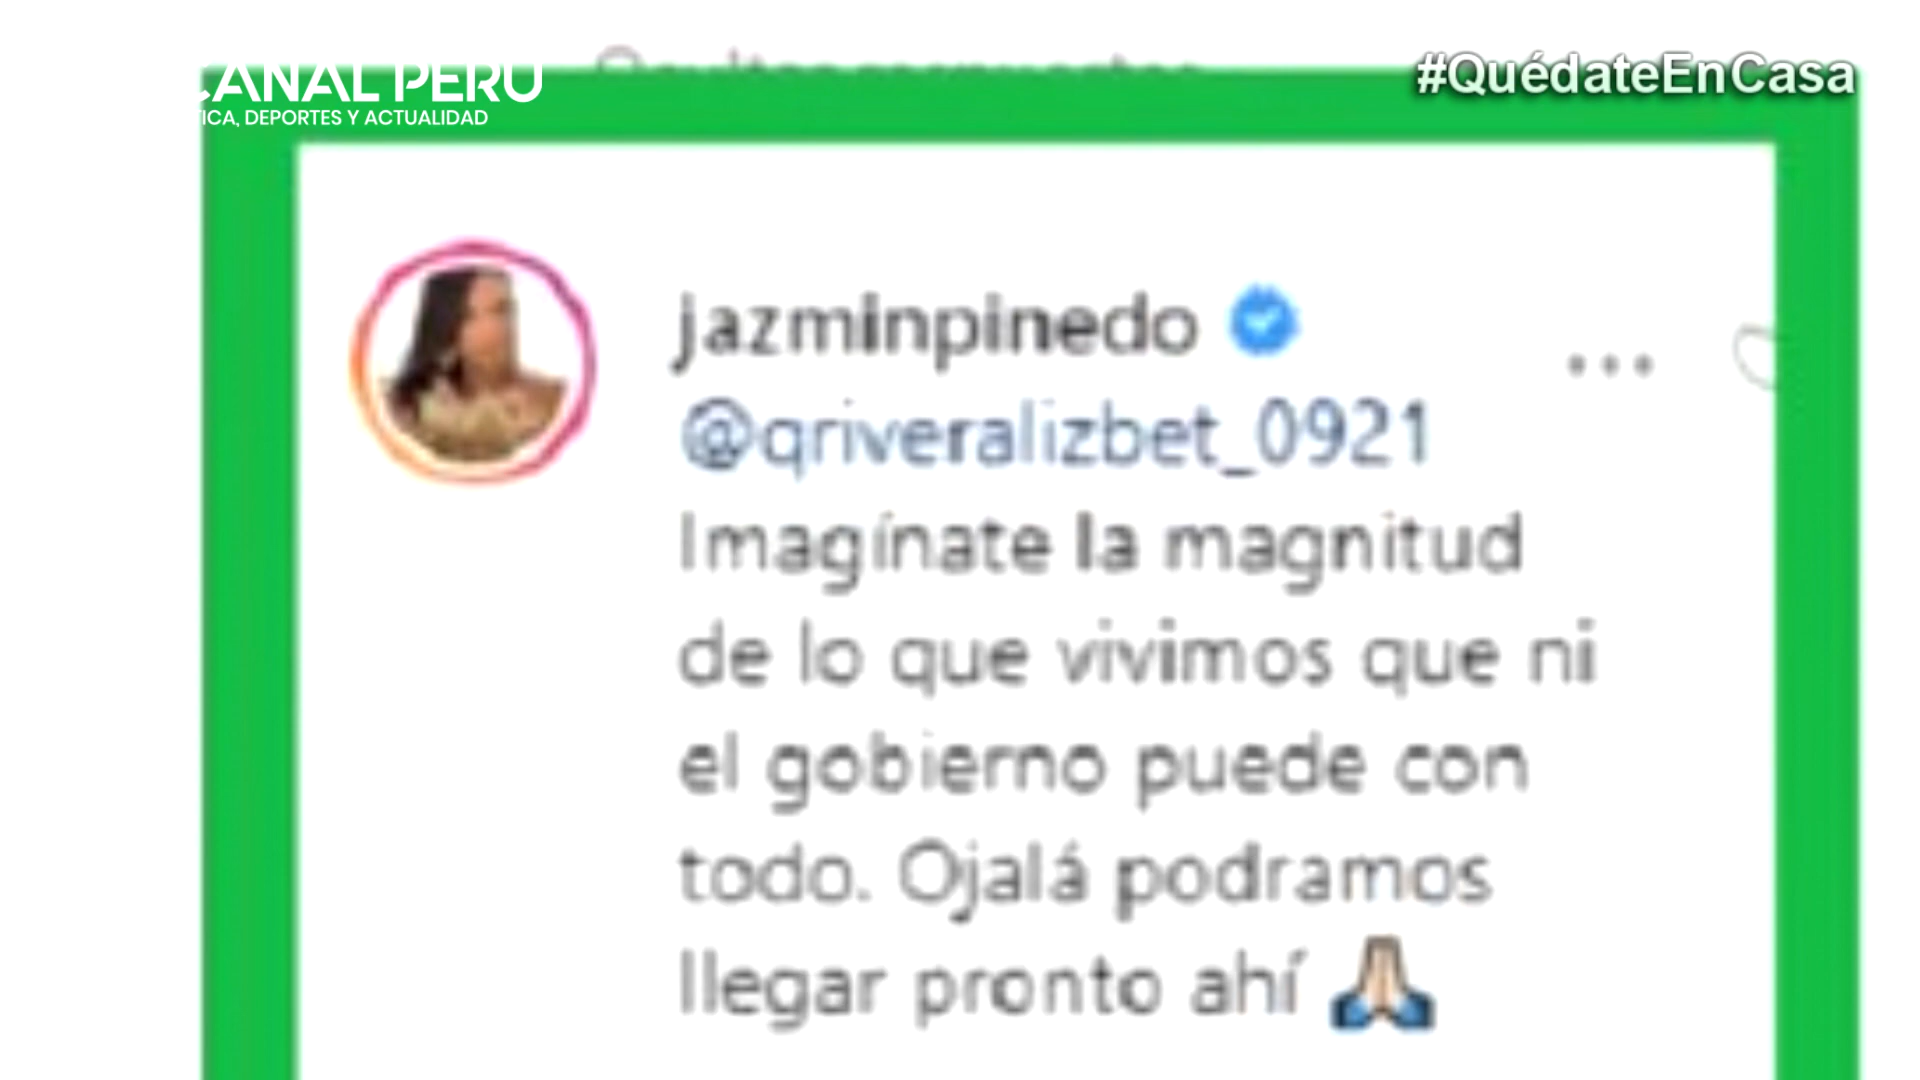 CANAL PERU
ICA, DEPORTES Y ACTUALIDAD
#QuédateEnCasa
jazminpinedo
@qriveralizbet_0921
Imagínate la magnitud
de lo que vivimos que ni
el gobierno puede con
todo. Ojalá podramos
llegar pronto ahí 🙏🏼